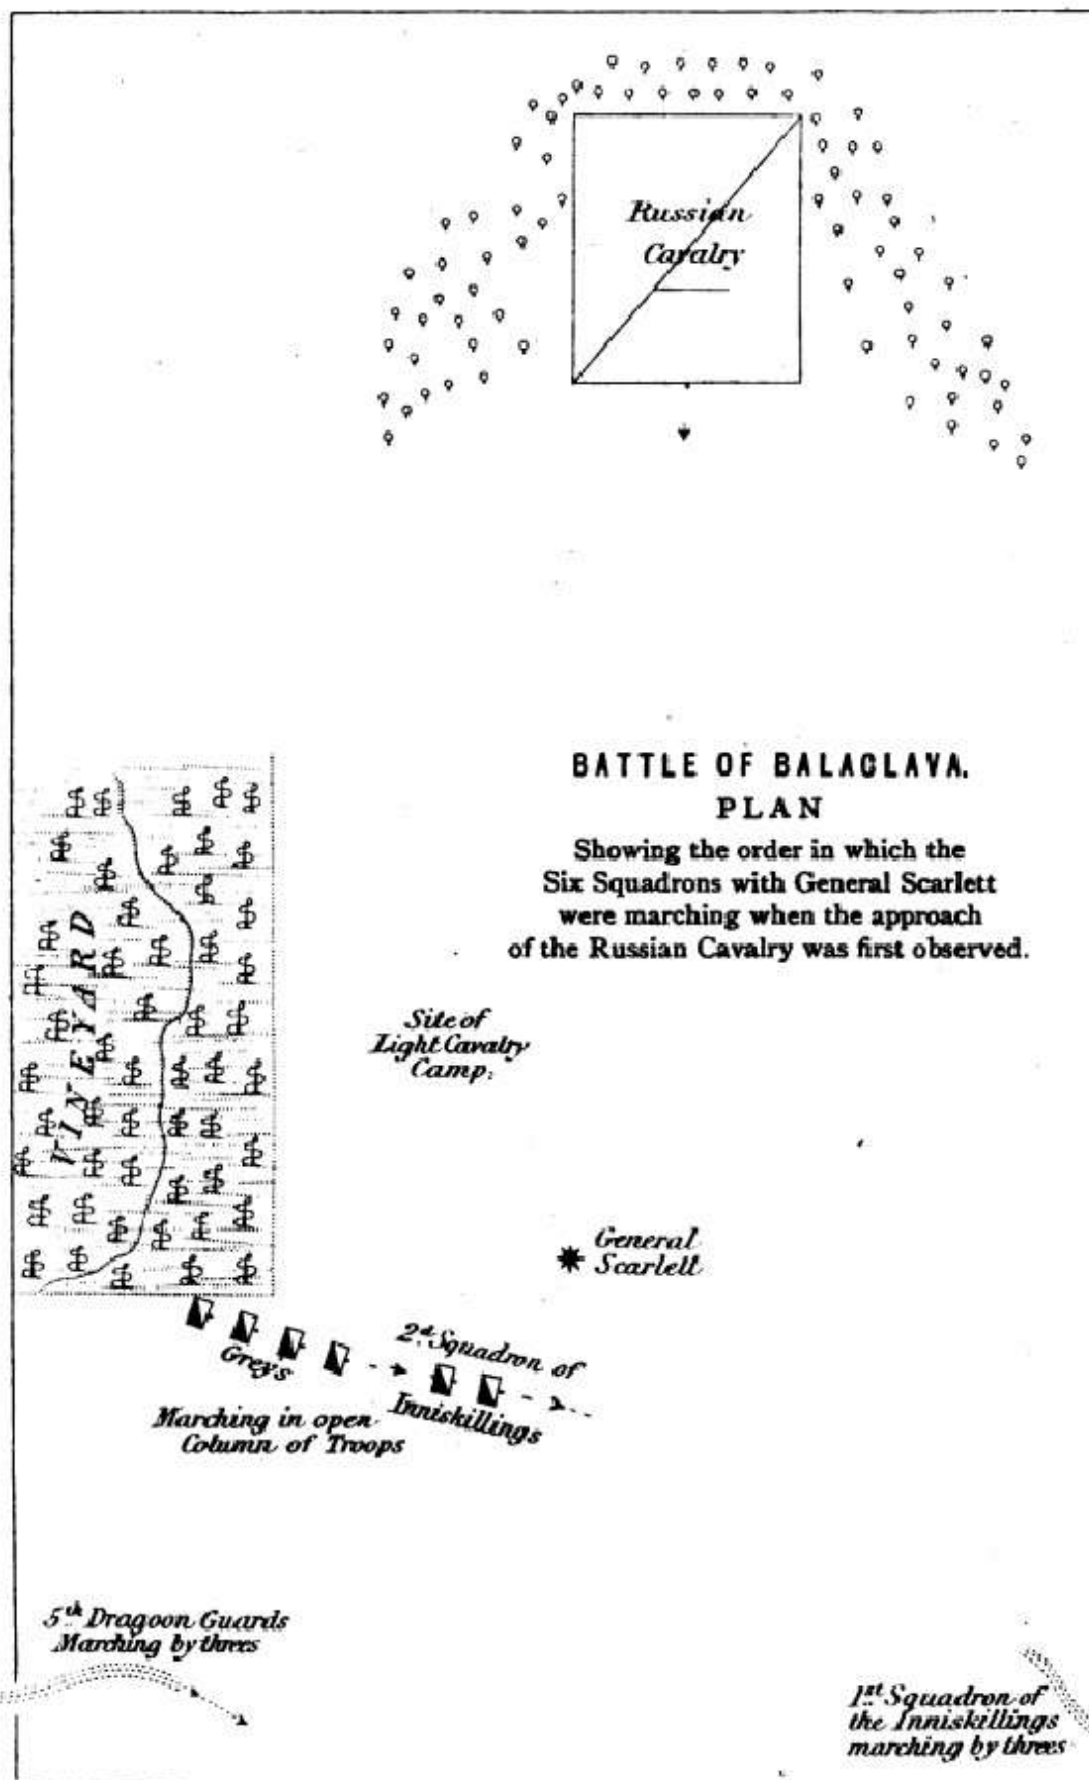 Russian
Cavalry
BATTLE OF BALACLAVA.
PLAN
Showing the order in which the
Six Squadrons with General Scarlett
were marching when the approach
of the Russian Cavalry was first observed.
VINEYARD
Site of
Light Cavalry
Camp.
General
Scarlett
2d Squadron of
Inniskillings
Greys
Marching in open
Column of Troops
5th Dragoon Guards
Marching by threes
1st Squadron of
the Inniskillings
marching by threes